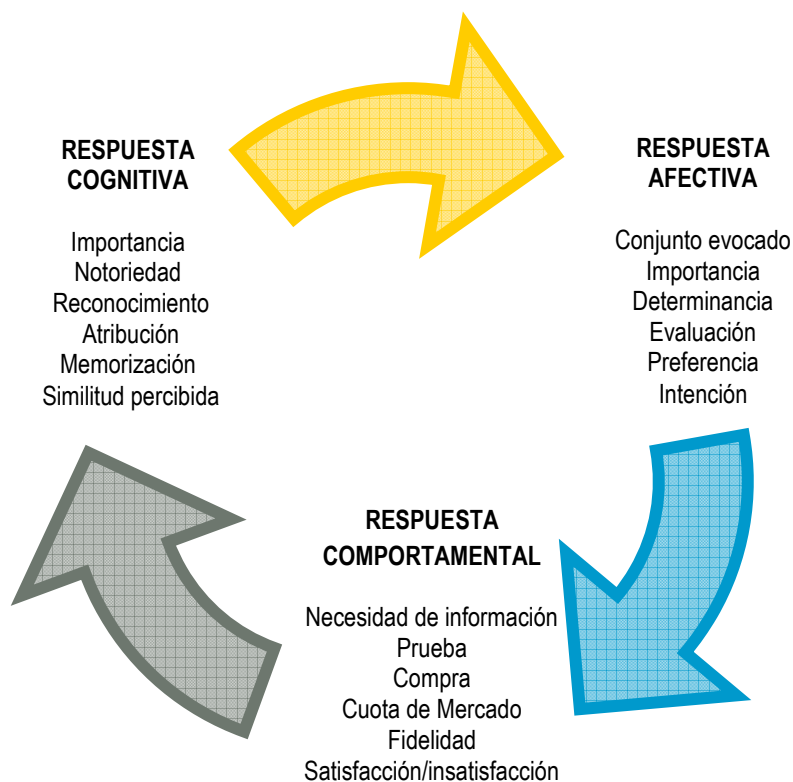 RESPUESTA
COGNITIVA
Importancia
Notoriedad
Reconocimiento
Atribución
Memorización
Similitud percibida
RESPUESTA
AFECTIVA
Conjunto evocado
Importancia
Determinancia
Evaluación
Preferencia
Intención
RESPUESTA
COMPORTAMENTAL
Necesidad de información
Prueba
Compra
Cuota de Mercado
Fidelidad
Satisfacción/insatisfacción